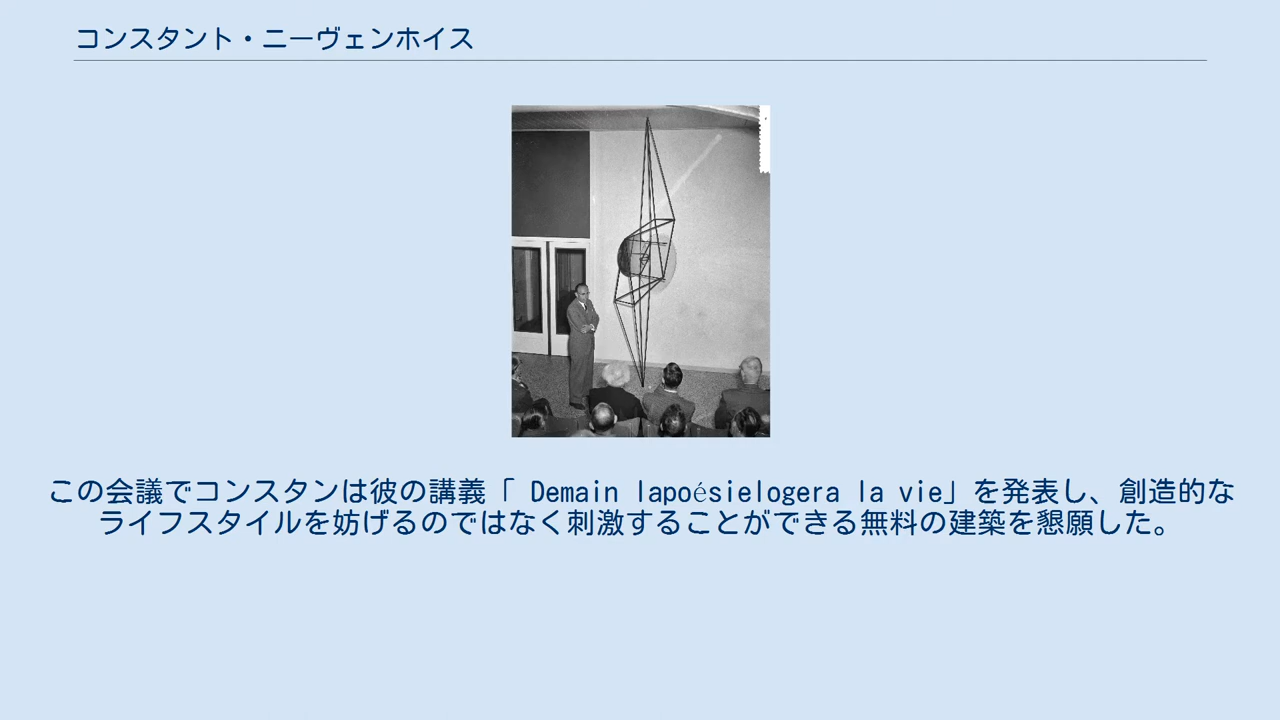 コンスタント・ニーヴェンホイス
この会議でコンスタンは彼の講義「 Demain lapoésielogera la vie」を発表し、創造的な
ライフスタイルを妨げるのではなく刺激することができる無料の建築を懇願した。